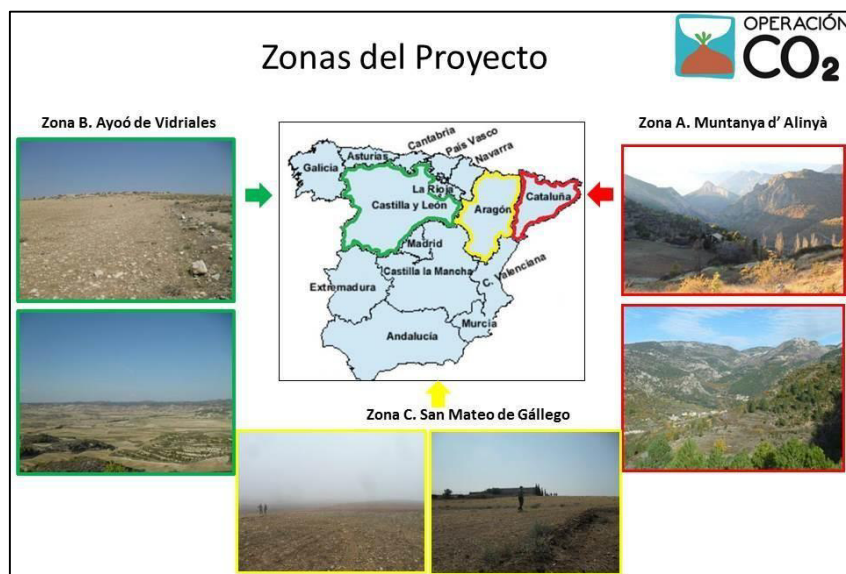 Zonas del Proyecto
OPERACIÓN
CO₂
Zona B. Ayoó de Vidriales
Zona A. Muntanya d' Alinyà
Cantabria
Asturias
País Vasco
Galicia
Navarra
La Rioja
Castilla y León
Aragón
Cataluña
Madrid
Castilla la Mancha
C. Valenciana
Extremadura
Murcia
Andalucía
Zona C. San Mateo de Gállego